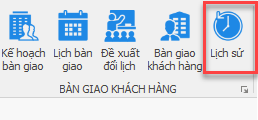 Kế hoạch bàn giao
Lịch bàn giao
Đề xuất đổi lịch
Bàn giao khách hàng
Lịch sử
BÀN GIAO KHÁCH HÀNG